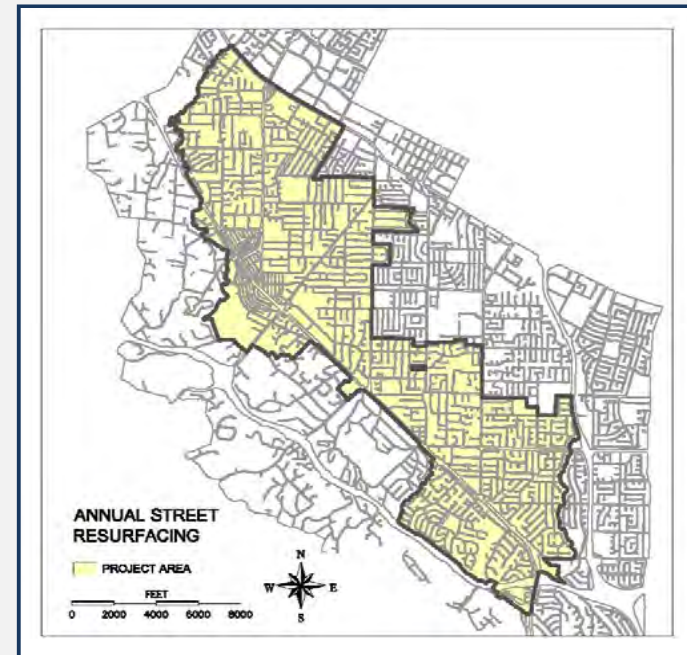 ANNUAL STREET
RESURFACING
PROJECT AREA
FEET
0 2000 4000 6000 8000
N
W E
S